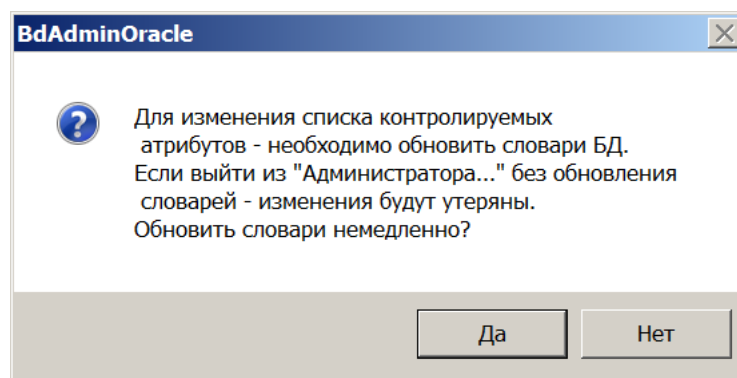 BdAdminOracle
Для изменения списка контролируемых
атрибутов - необходимо обновить словари БД.
Если выйти из "Администратора..." без обновления
словарей - изменения будут утеряны.
Обновить словари немедленно?
Да
Нет